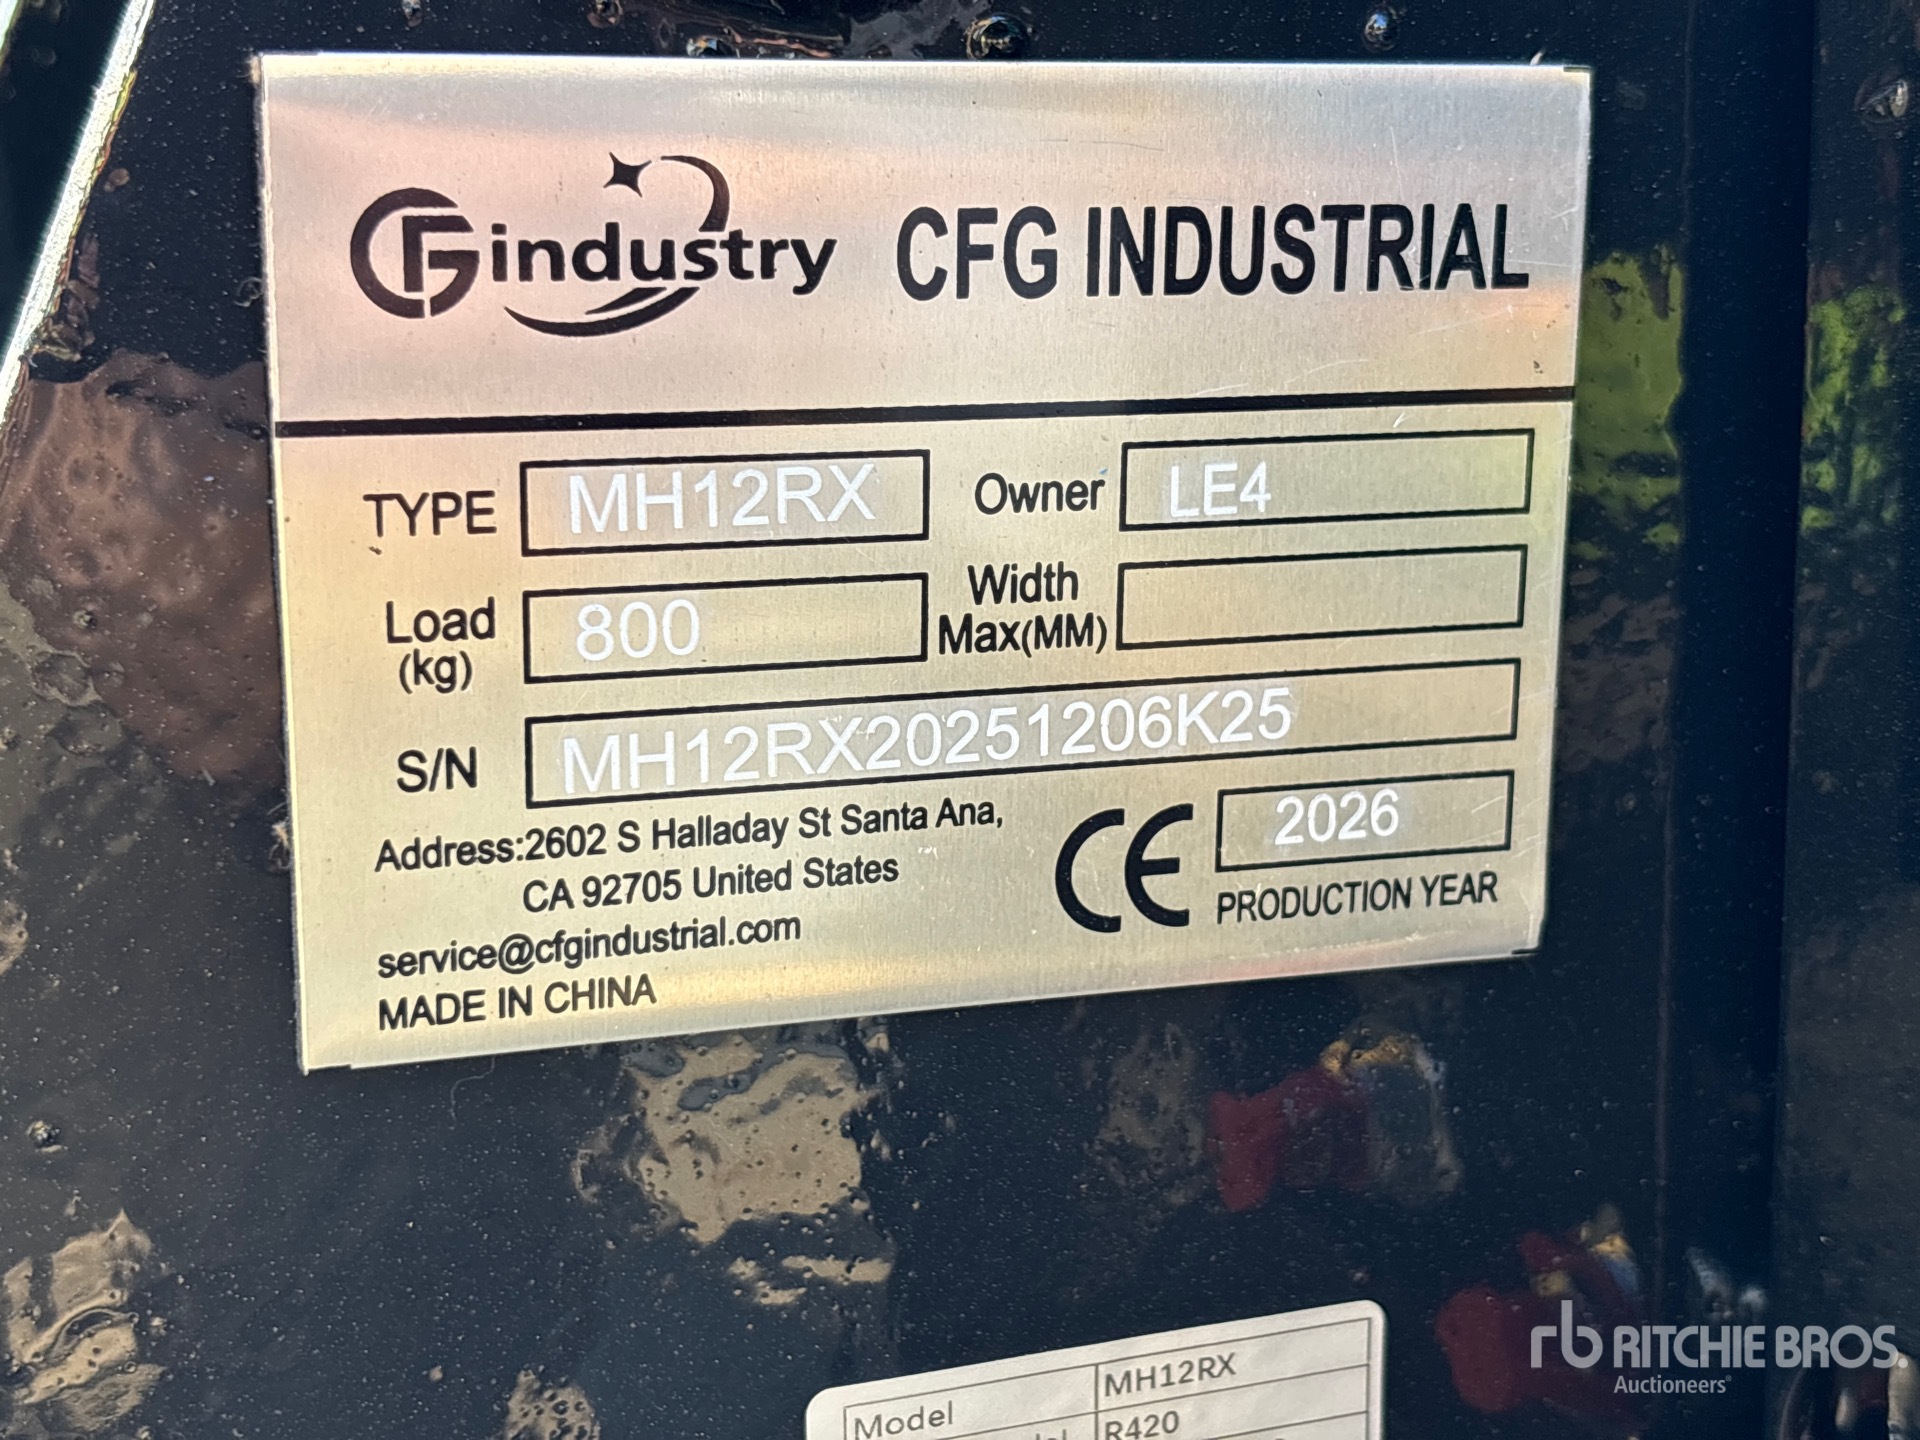 CFG industry CFG INDUSTRIAL
TYPE MH12RX Owner LE4
Load (kg) 800 Width Max(MM)
S/N MH12RX20251206K25
Address:2602 S Halladay St Santa Ana,
CA 92705 United States
service@cfgindustrial.com
MADE IN CHINA
CE 2026
PRODUCTION YEAR
Model MH12RX
R420
rb RITCHIE BROS.
Auctioneers